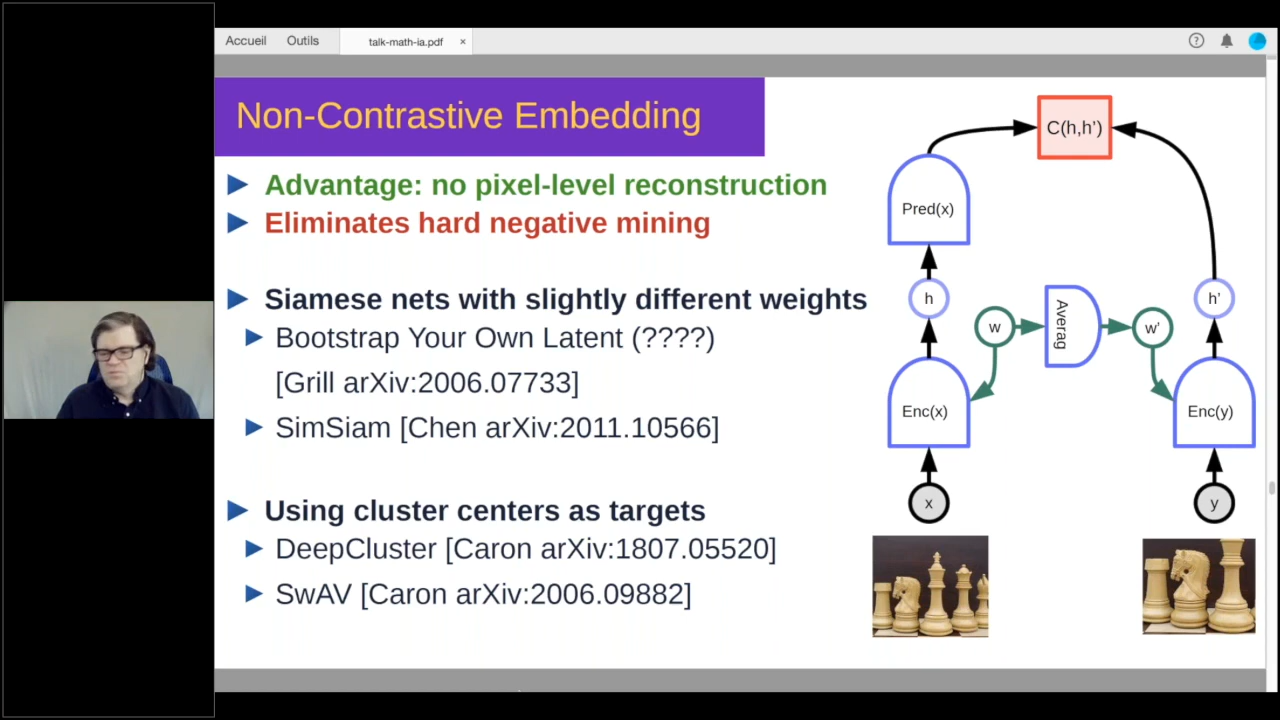 Accueil Outils talk-math-ia.pdf × ?
Non-Contrastive Embedding
Advantage: no pixel-level reconstruction
Eliminates hard negative mining
Siamese nets with slightly different weights
Bootstrap Your Own Latent (????)
[Grill arXiv:2006.07733]
SimSiam [Chen arXiv:2011.10566]
Using cluster centers as targets
DeepCluster [Caron arXiv:1807.05520]
SwAV [Caron arXiv:2006.09882]
C(h,h’)
Pred(x)
h
h’
w
Averag
w’
Enc(x)
Enc(y)
x
y